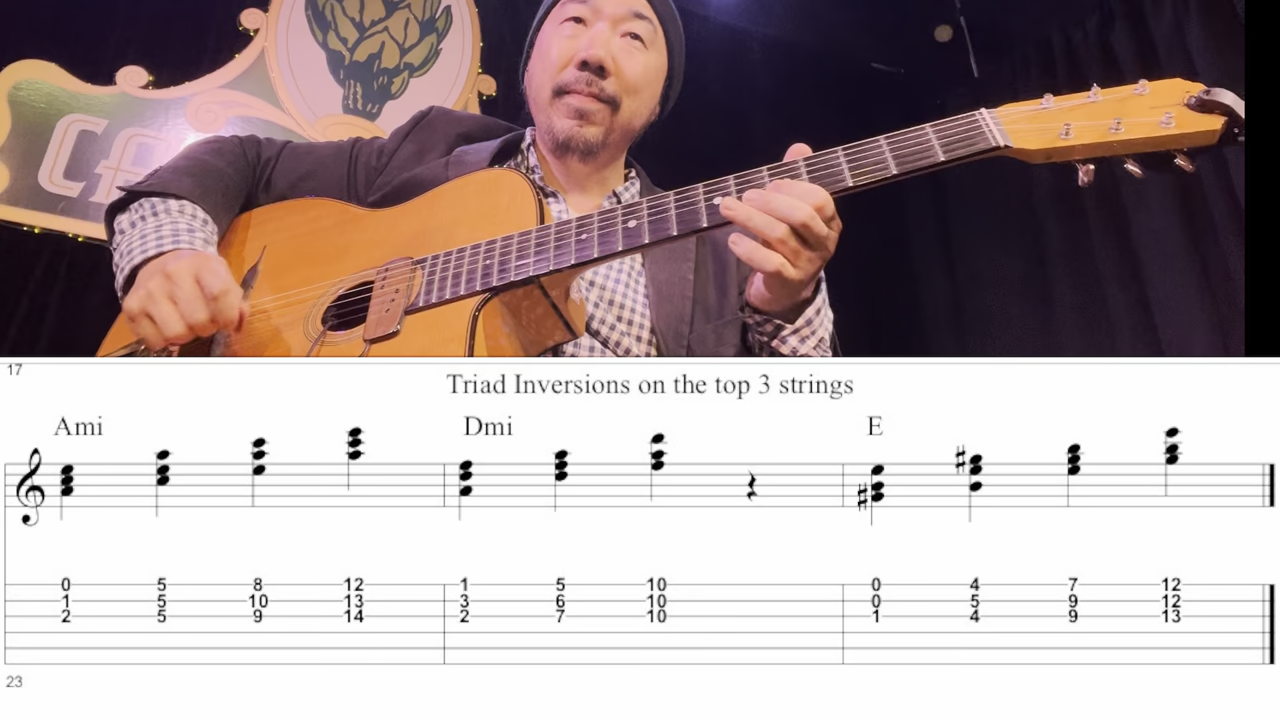 CA
17
Triad Inversions on the top 3 strings
Ami Dmi E
0 5 8 12 1 5 10 0 4 7 12
1 5 10 13 3 6 10 0 5 9 12
2 5 9 14 2 7 10 1 4 9 13
23